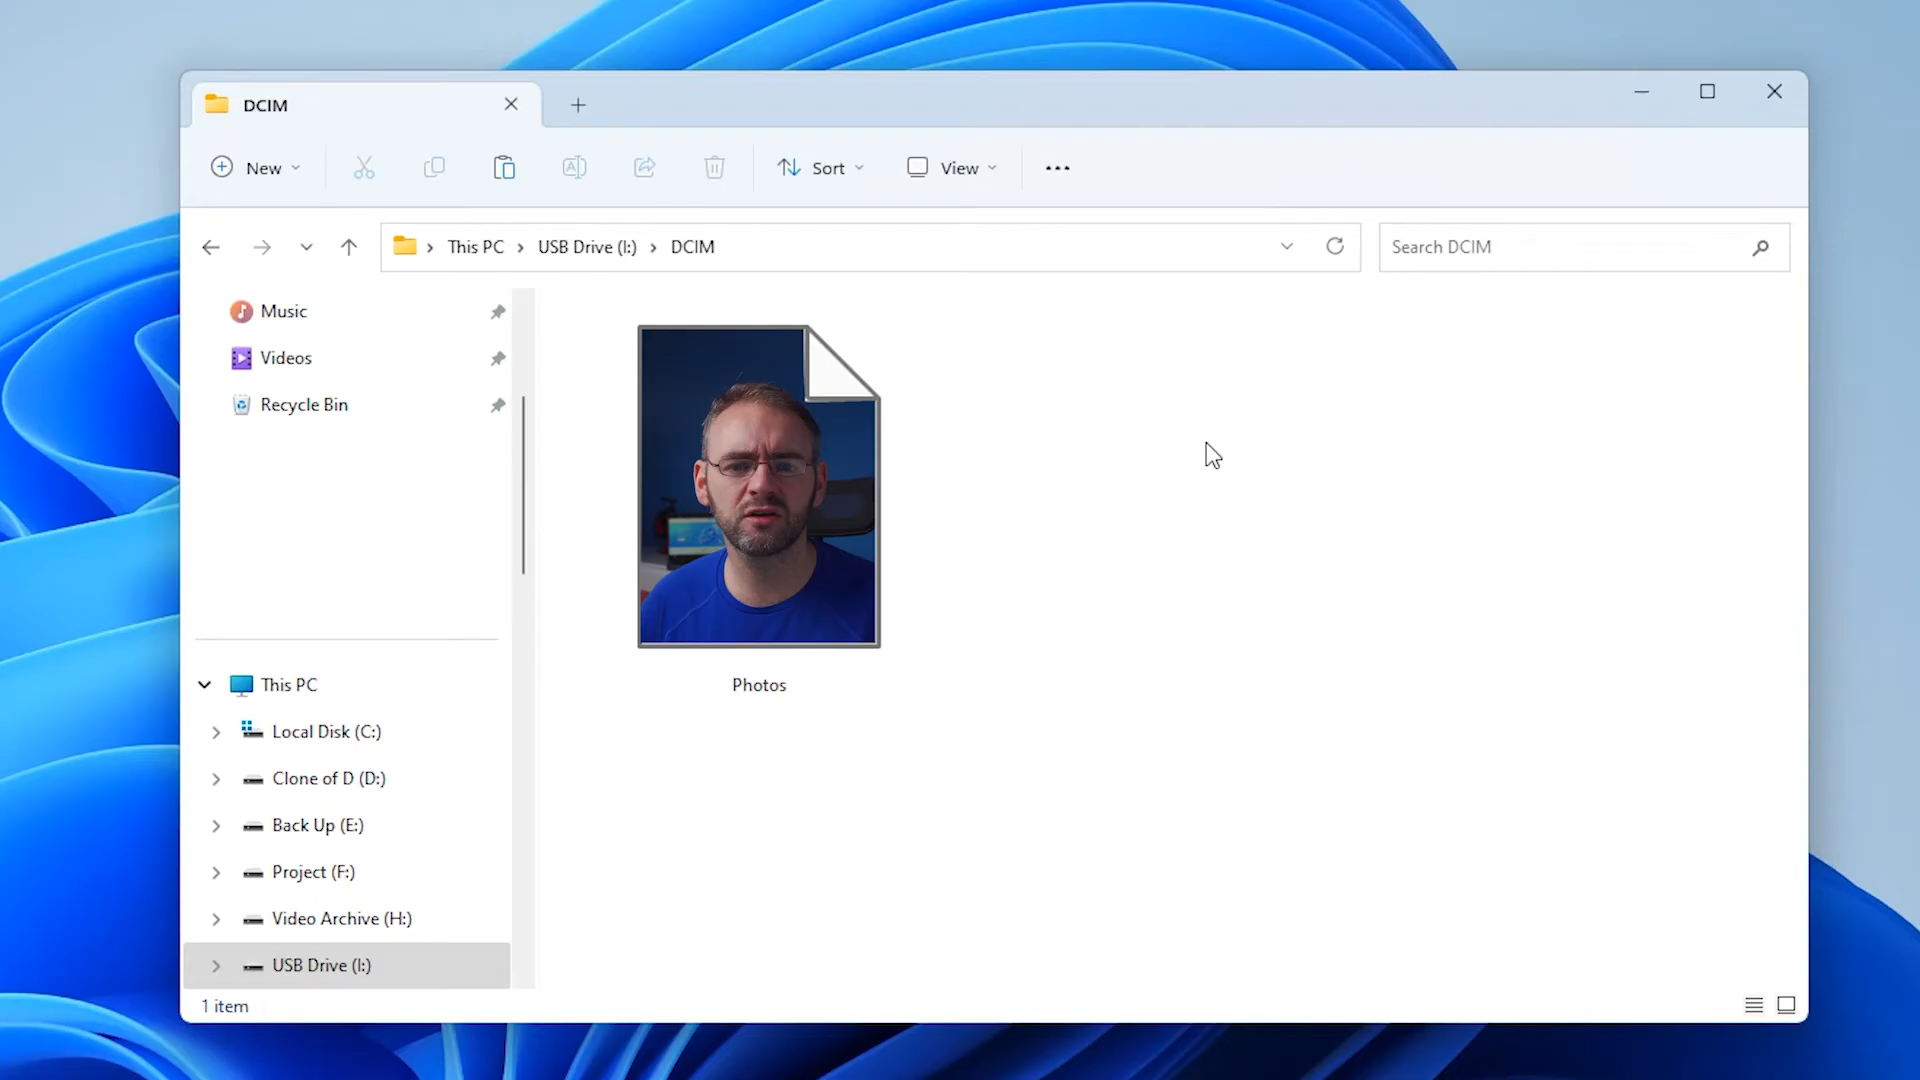 DCIM
New
Sort
View
This PC
USB Drive (I:)
DCIM
Search DCIM
Music
Videos
Recycle Bin
Photos
This PC
Local Disk (C:)
Clone of D (D:)
Back Up (E:)
Project (F:)
Video Archive (H:)
USB Drive (I:)
1 item